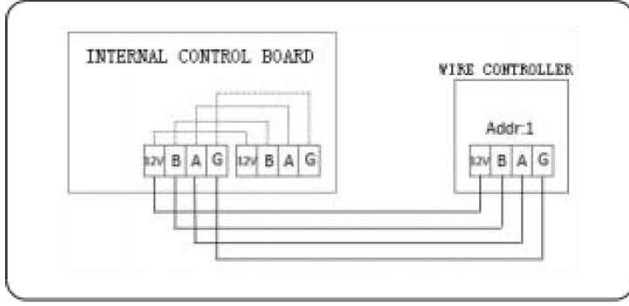 INTERNAL CONTROL BOARD
WIRE CONTROLLER
Addr:1
12V B A G 12V B A G
12V B A G